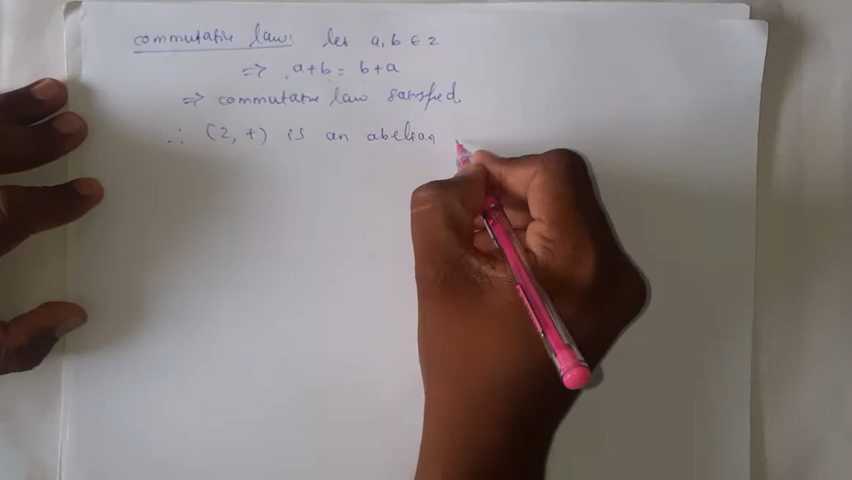 commutative law: let a, b ∈ z
⇒ a+b = b+a
⇒ commutative law satisfied
∴ (z, +) is an abelian